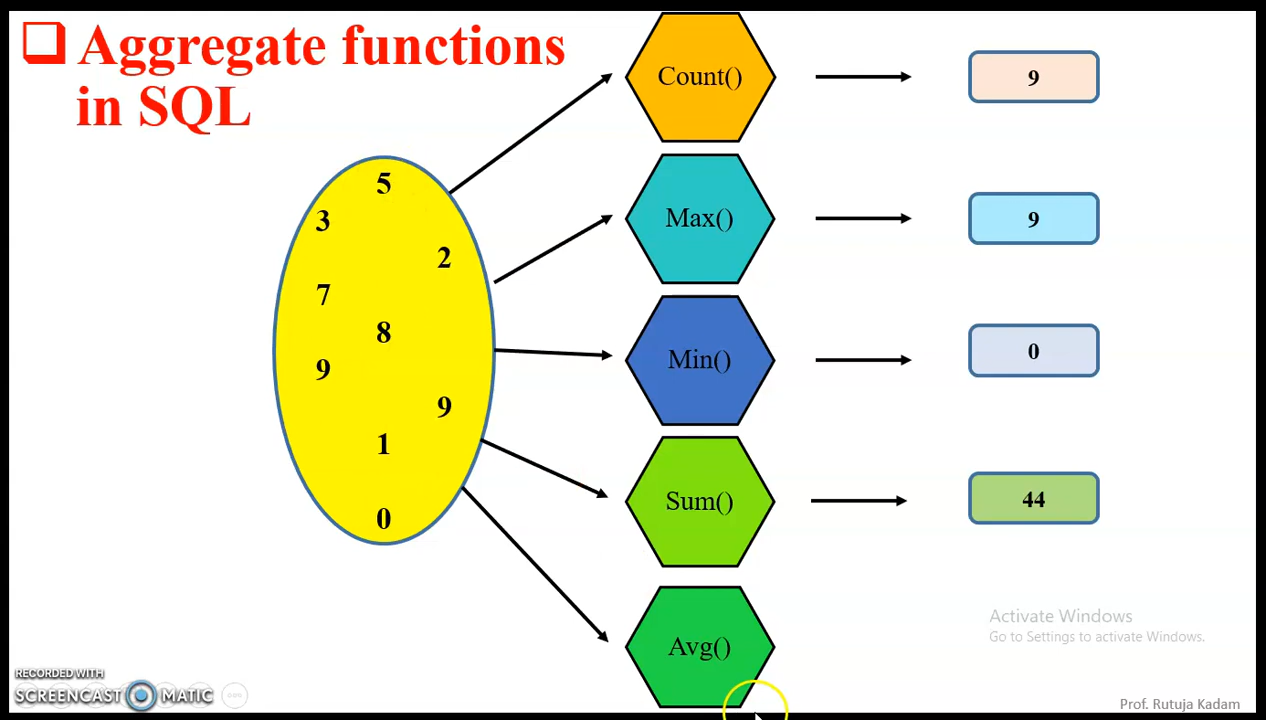 ❑ Aggregate functions
in SQL
5
3
2
7
8
9
9
1
0
Count()
9
Max()
9
Min()
0
Sum()
44
Avg()
Activate Windows
Go to Settings to activate Windows.
RECORDED WITH
SCREENCAST MATIC
Prof. Rutuja Kadam